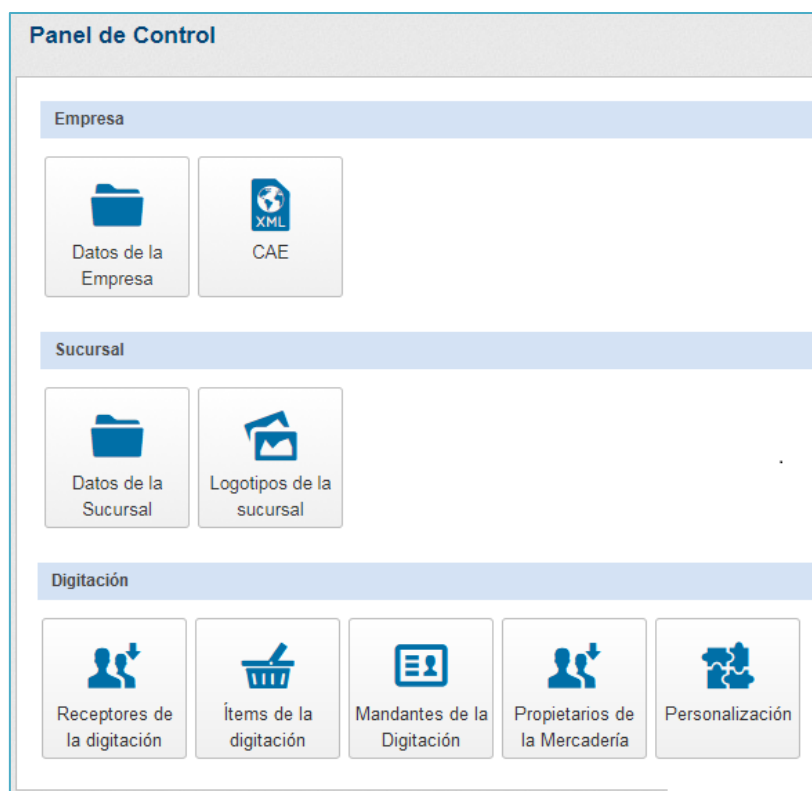 Panel de Control
Empresa
Datos de la
Empresa
XML
CAE
Sucursal
Datos de la
Sucursal
Logotipos de la
sucursal
.
Digitación
Receptores de
la digitación
Ítems de la
digitación
Mandantes de la
Digitación
Propietarios de
la Mercadería
Personalización